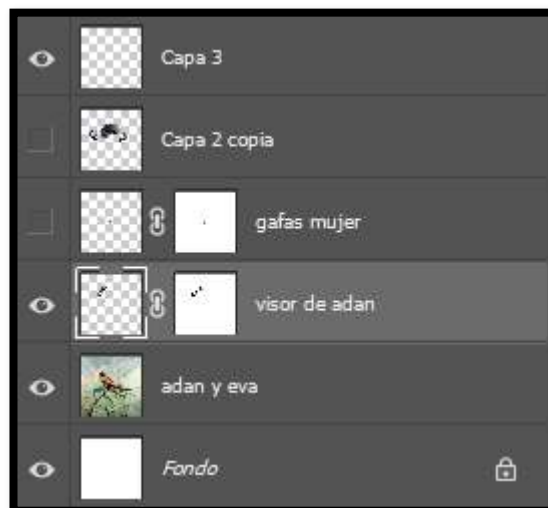 Capa 3
Capa 2 copia
gafas mujer
visor de adan
adan y eva
Fondo